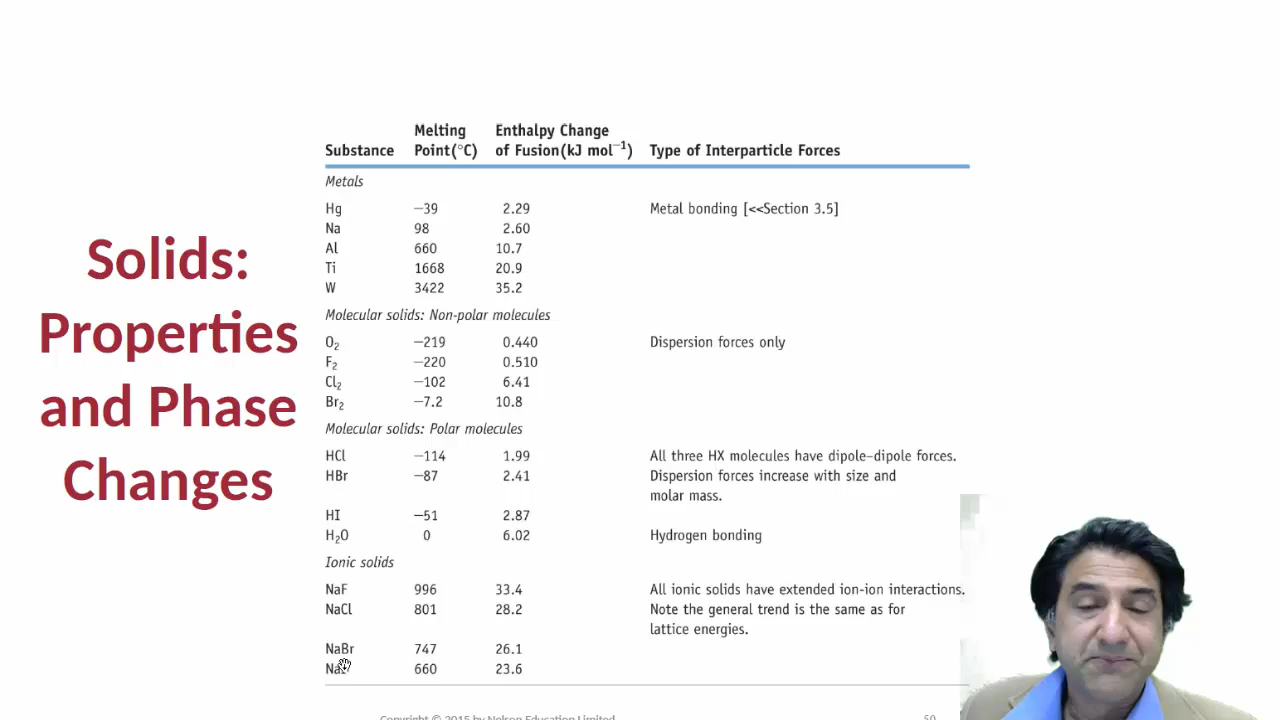 Solids:
Properties
and Phase
Changes
Substance Melting Point(°C) Enthalpy Change of Fusion(kJ mol⁻¹) Type of Interparticle Forces
Metals
Hg −39 2.29 Metal bonding [<<Section 3.5]
Na 98 2.60
Al 660 10.7
Ti 1668 20.9
W 3422 35.2
Molecular solids: Non-polar molecules
O₂ −219 0.440 Dispersion forces only
F₂ −220 0.510
Cl₂ −102 6.41
Br₂ −7.2 10.8
Molecular solids: Polar molecules
HCl −114 1.99 All three HX molecules have dipole–dipole forces.
HBr −87 2.41 Dispersion forces increase with size and
molar mass.
HI −51 2.87
H₂O 0 6.02 Hydrogen bonding
Ionic solids
NaF 996 33.4 All ionic solids have extended ion-ion interactions.
NaCl 801 28.2 Note the general trend is the same as for
lattice energies.
NaBr 747 26.1
660 23.6
Copyright © 2015 by Nelson Education Limited 50